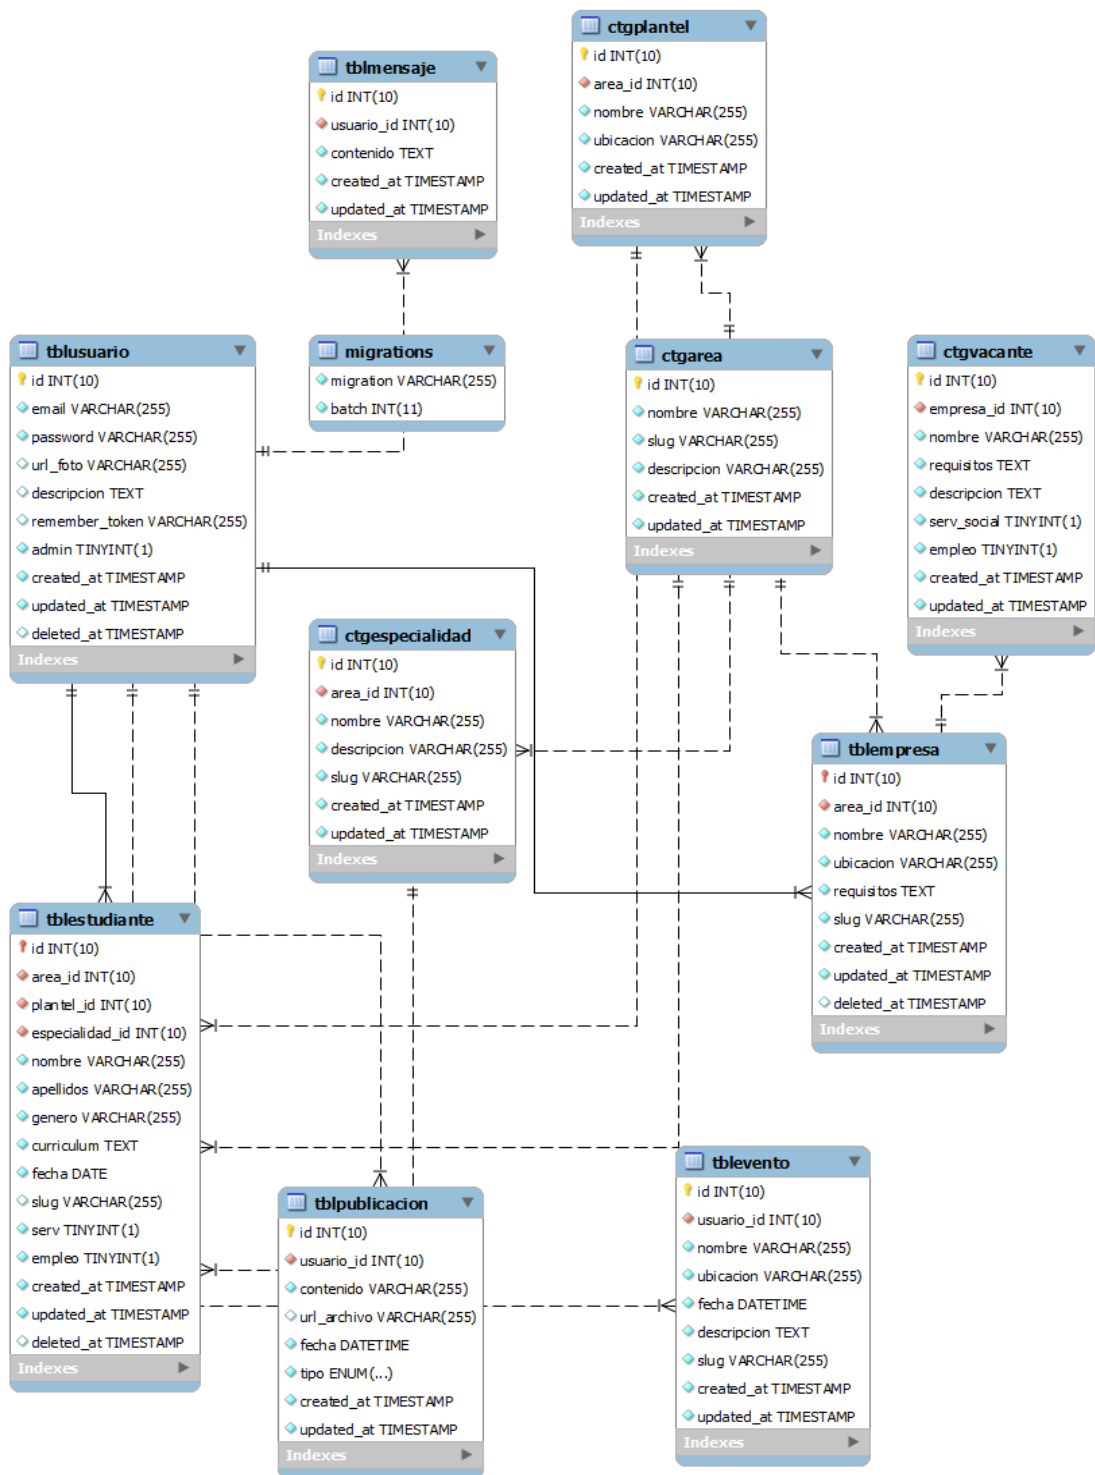 ctgplantel
id INT(10)
area_id INT(10)
nombre VARCHAR(255)
ubicacion VARCHAR(255)
created_at TIMESTAMP
updated_at TIMESTAMP
Indexes
tblmensaje
id INT(10)
usuario_id INT(10)
contenido TEXT
created_at TIMESTAMP
updated_at TIMESTAMP
Indexes
tblusuario
id INT(10)
email VARCHAR(255)
password VARCHAR(255)
url_foto VARCHAR(255)
descripcion TEXT
remember_token VARCHAR(255)
admin TINYINT(1)
created_at TIMESTAMP
updated_at TIMESTAMP
deleted_at TIMESTAMP
Indexes
migrations
migration VARCHAR(255)
batch INT(11)
ctgarea
id INT(10)
nombre VARCHAR(255)
slug VARCHAR(255)
descripcion VARCHAR(255)
created_at TIMESTAMP
updated_at TIMESTAMP
Indexes
ctgvacante
id INT(10)
empresa_id INT(10)
nombre VARCHAR(255)
requisitos TEXT
descripcion TEXT
serv_social TINYINT(1)
empleo TINYINT(1)
created_at TIMESTAMP
updated_at TIMESTAMP
Indexes
ctgespecialidad
id INT(10)
area_id INT(10)
nombre VARCHAR(255)
descripcion VARCHAR(255)
slug VARCHAR(255)
created_at TIMESTAMP
updated_at TIMESTAMP
Indexes
tblempresa
id INT(10)
area_id INT(10)
nombre VARCHAR(255)
ubicacion VARCHAR(255)
requisitos TEXT
slug VARCHAR(255)
created_at TIMESTAMP
updated_at TIMESTAMP
deleted_at TIMESTAMP
Indexes
tblestudiante
id INT(10)
area_id INT(10)
plantel_id INT(10)
especialidad_id INT(10)
nombre VARCHAR(255)
apellidos VARCHAR(255)
genero VARCHAR(255)
curriculum TEXT
fecha DATE
slug VARCHAR(255)
serv TINYINT(1)
empleo TINYINT(1)
created_at TIMESTAMP
updated_at TIMESTAMP
deleted_at TIMESTAMP
Indexes
tblpublicacion
id INT(10)
usuario_id INT(10)
contenido VARCHAR(255)
url_archivo VARCHAR(255)
fecha DATETIME
tipo ENUM(...)
created_at TIMESTAMP
updated_at TIMESTAMP
Indexes
tblevento
id INT(10)
usuario_id INT(10)
nombre VARCHAR(255)
ubicacion VARCHAR(255)
fecha DATETIME
descripcion TEXT
slug VARCHAR(255)
created_at TIMESTAMP
updated_at TIMESTAMP
Indexes